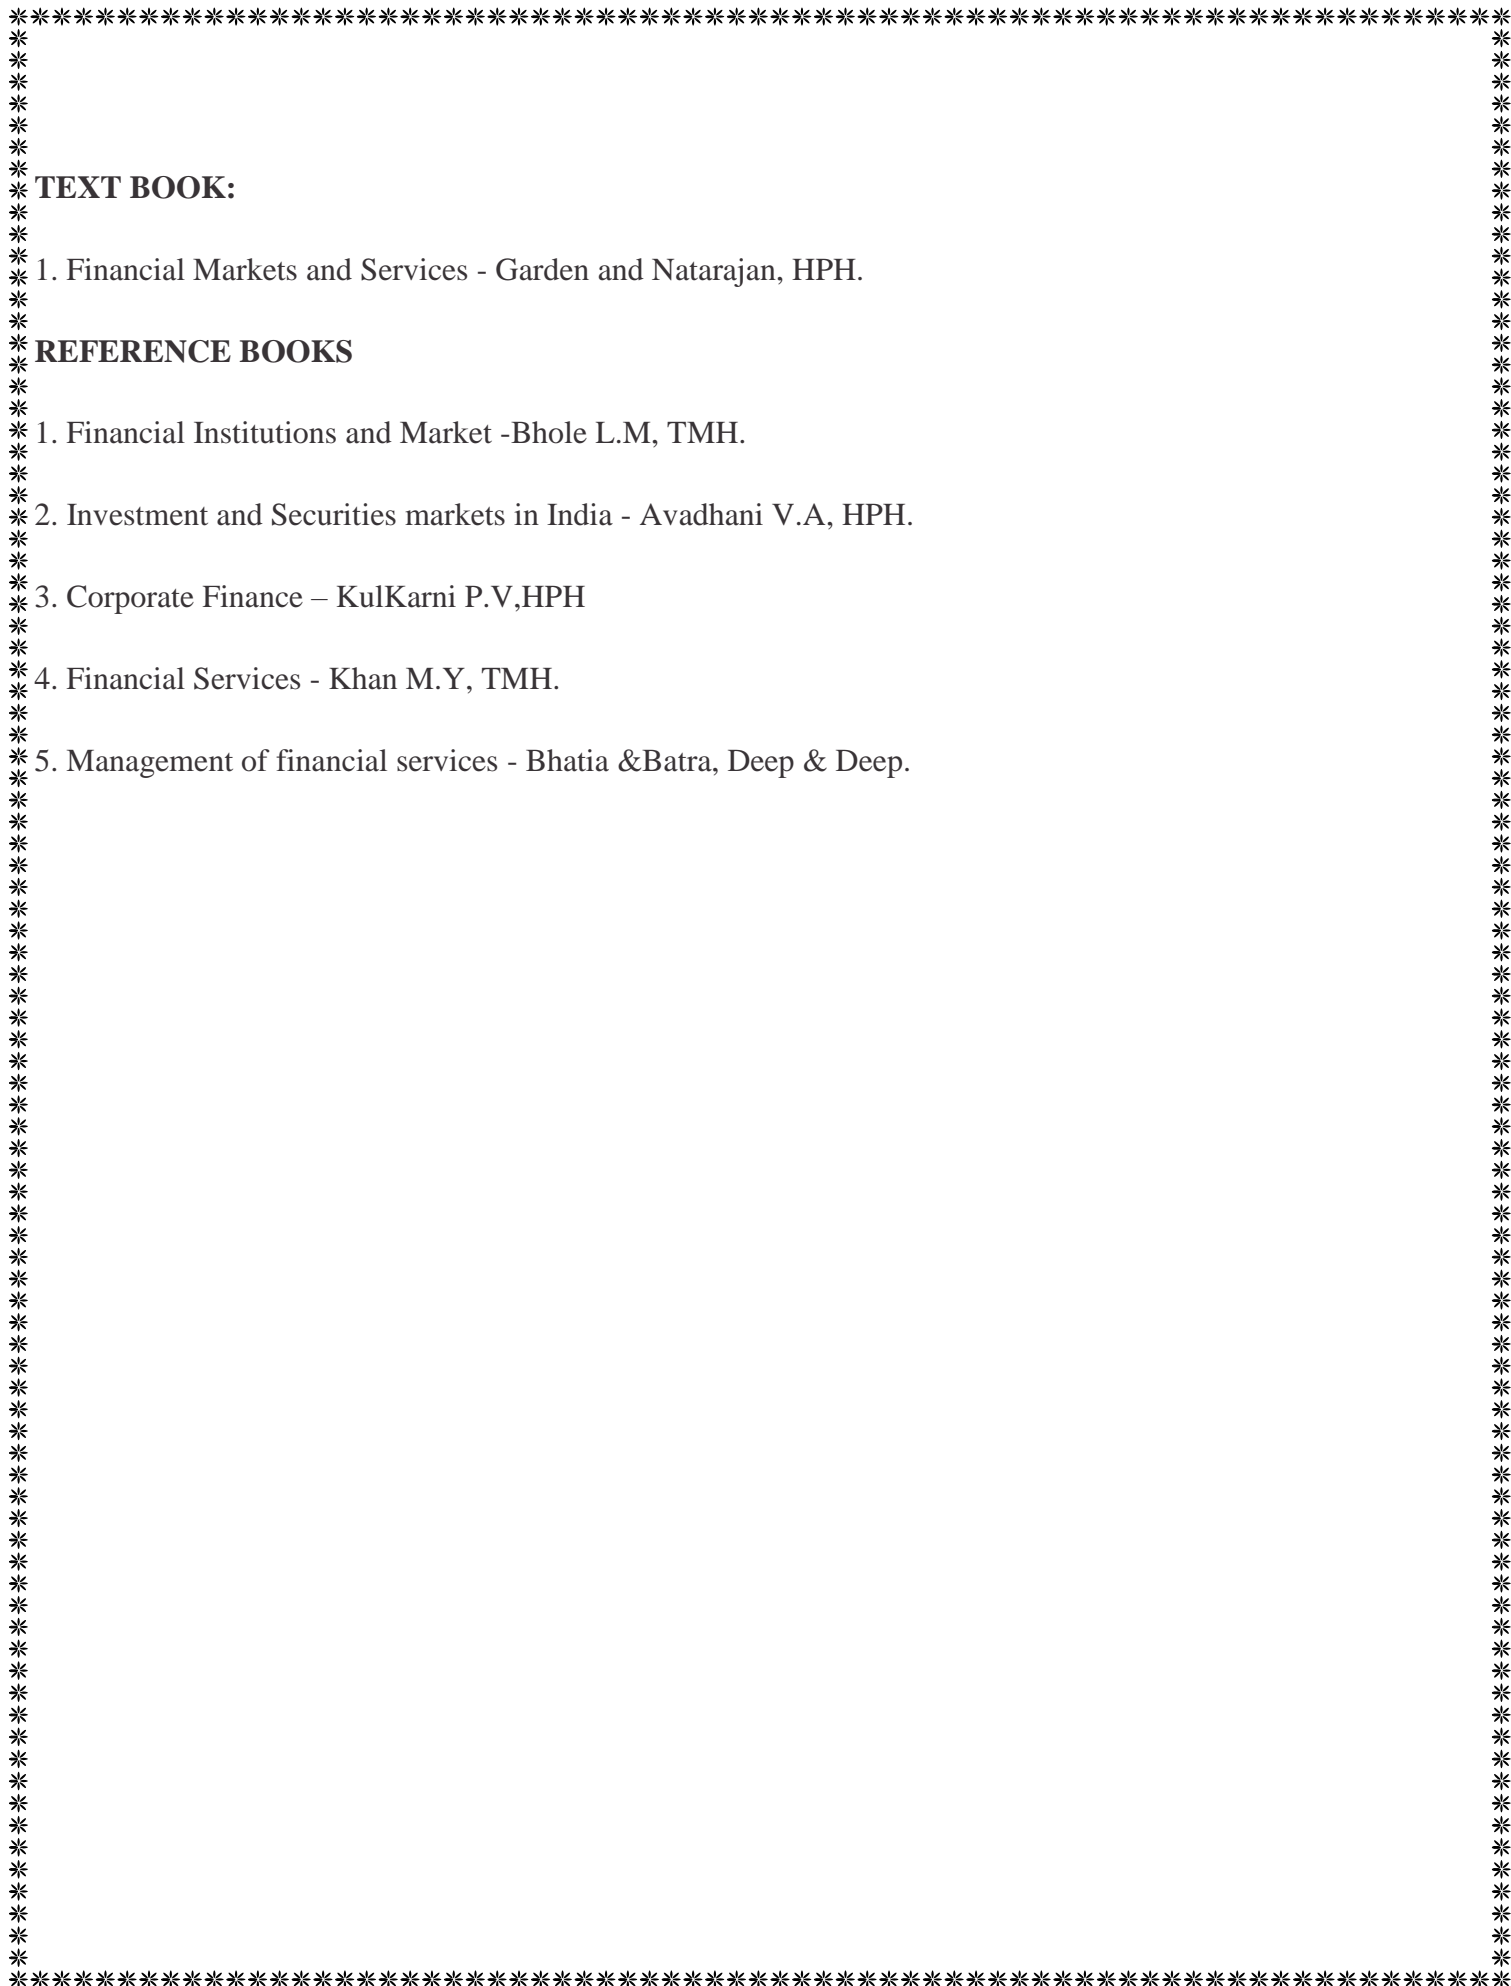 TEXT BOOK:
1. Financial Markets and Services - Garden and Natarajan, HPH.
REFERENCE BOOKS
1. Financial Institutions and Market -Bhole L.M, TMH.
2. Investment and Securities markets in India - Avadhani V.A, HPH.
3. Corporate Finance – KulKarni P.V,HPH
4. Financial Services - Khan M.Y, TMH.
5. Management of financial services - Bhatia &Batra, Deep & Deep.